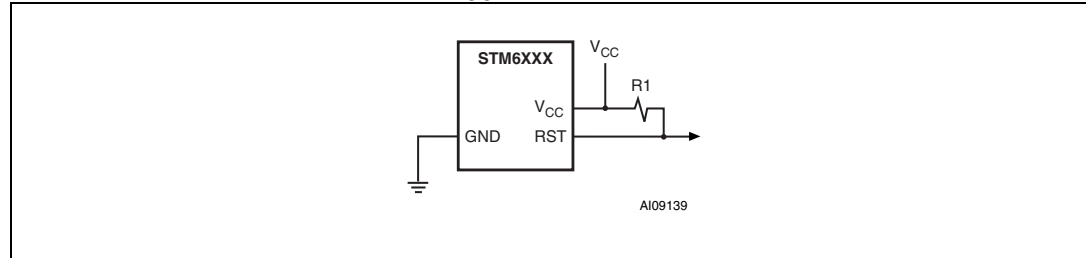 STM6XXX
VCC
R1
VCC
GND
RST
AI09139